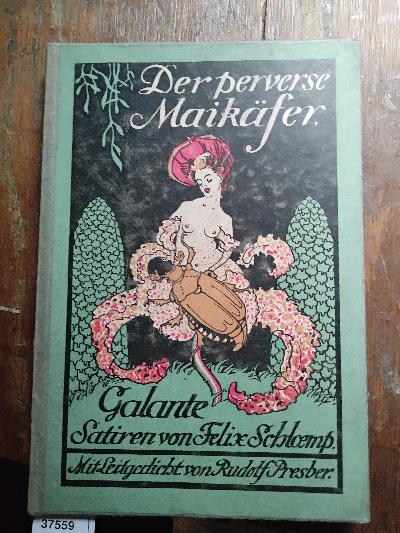 Der perverse
Maikäfer.
Galante
Satiren von Felix Schloemp.
Mit Leitgedicht von Rudolf Presber.
37559